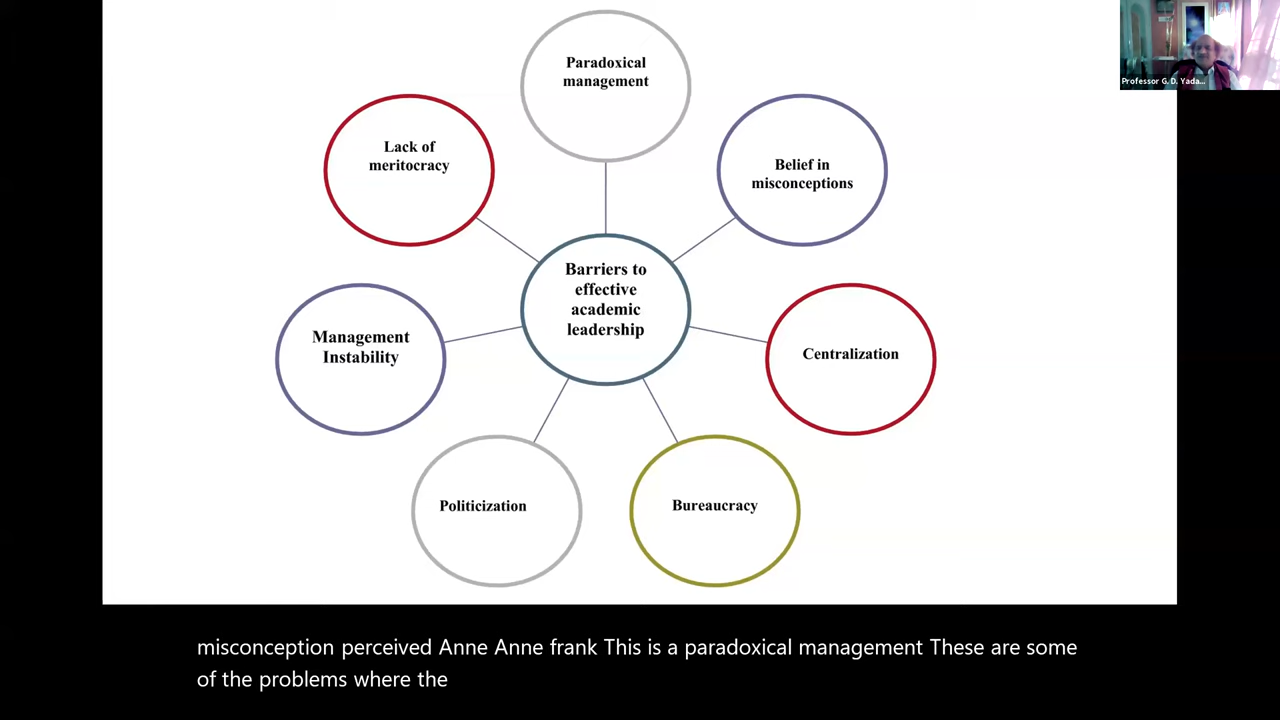 Paradoxical
management
Professor G. D. Yada...
Lack of
meritocracy
Belief in
misconceptions
Barriers to
effective
academic
leadership
Management
Instability
Centralization
Politicization
Bureaucracy
misconception perceived Anne Anne frank This is a paradoxical management These are some
of the problems where the